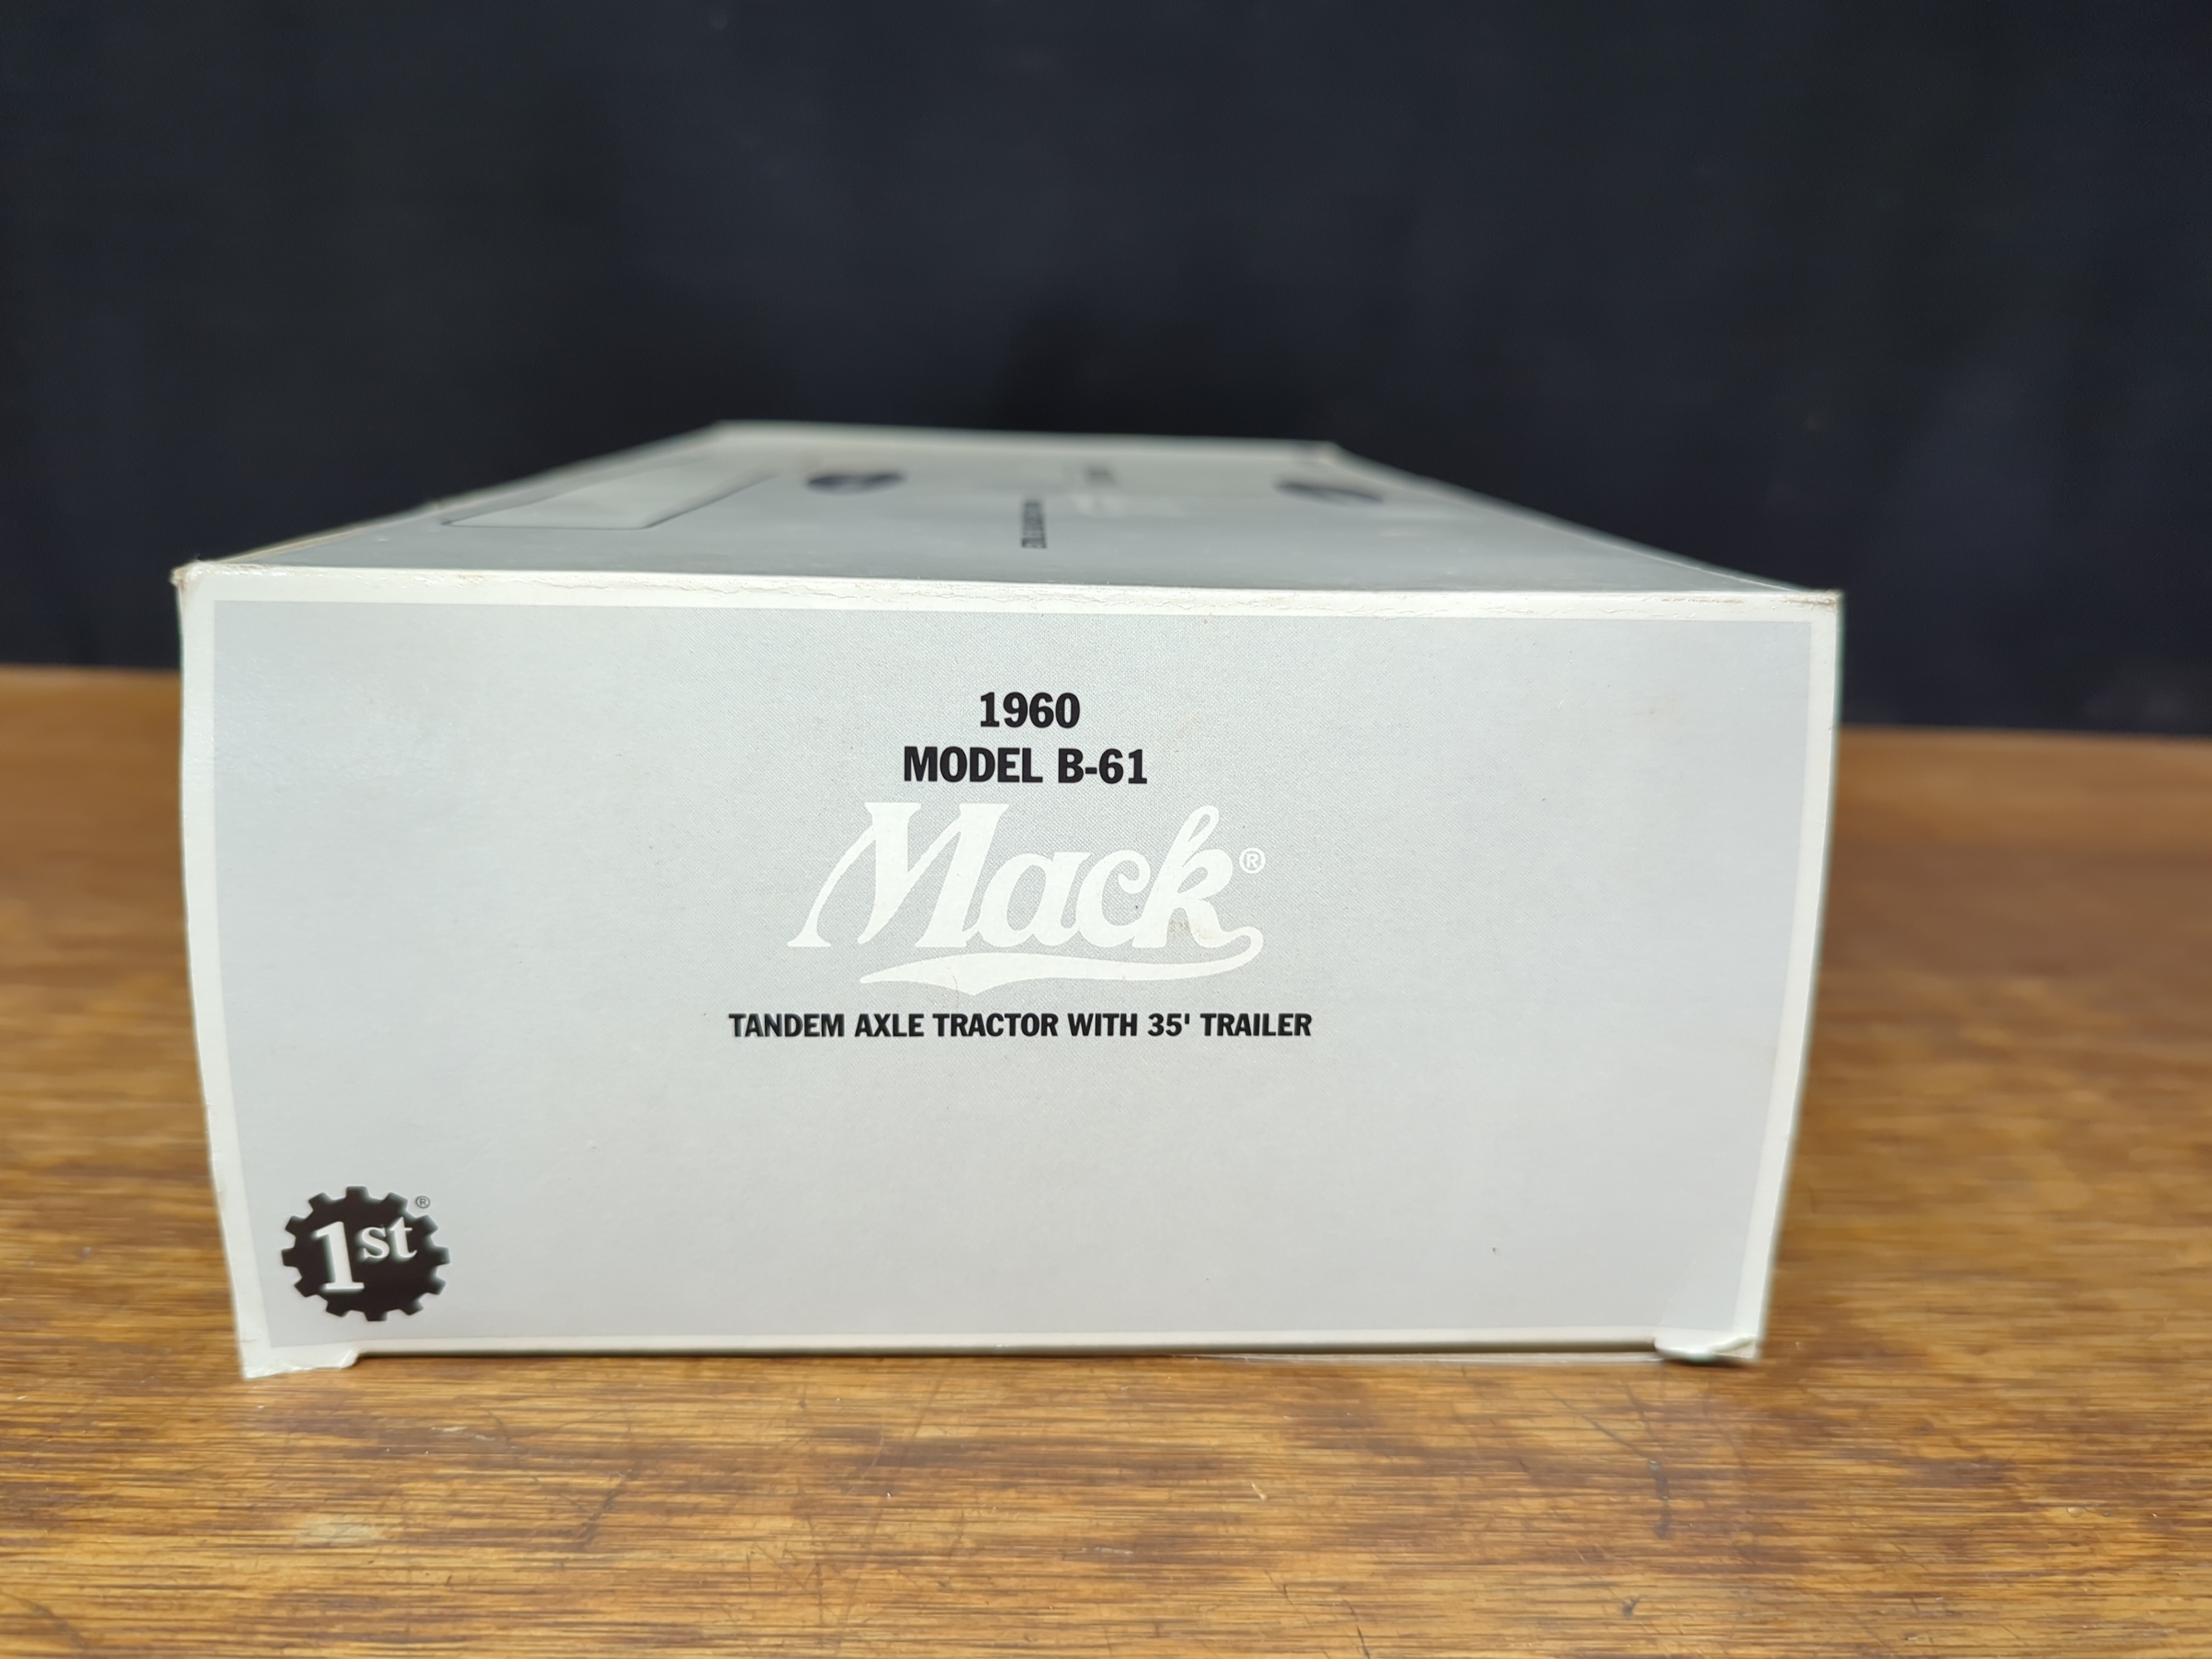 1960
MODEL B-61
Mack®
TANDEM AXLE TRACTOR WITH 35' TRAILER
1st®